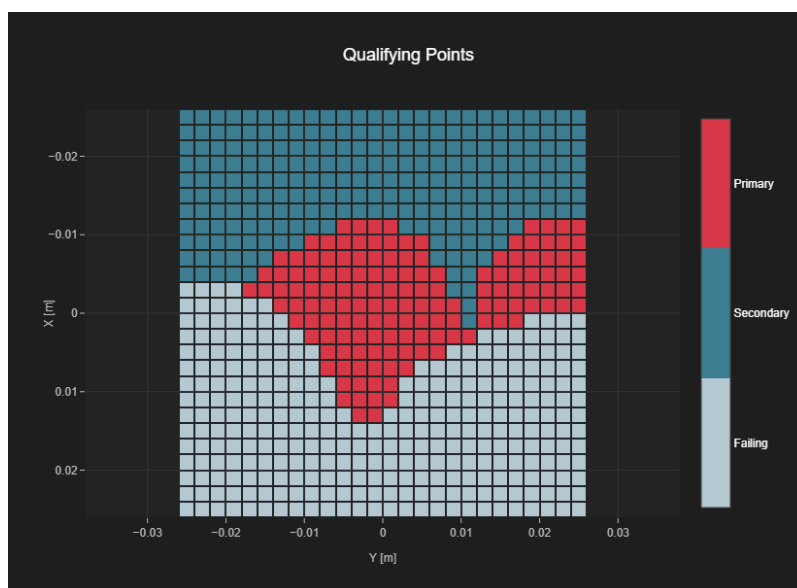 Qualifying Points
−0.02
−0.01
0
0.01
0.02
X [m]
−0.03
−0.02
−0.01
0
0.01
0.02
0.03
Y [m]
Primary
Secondary
Failing